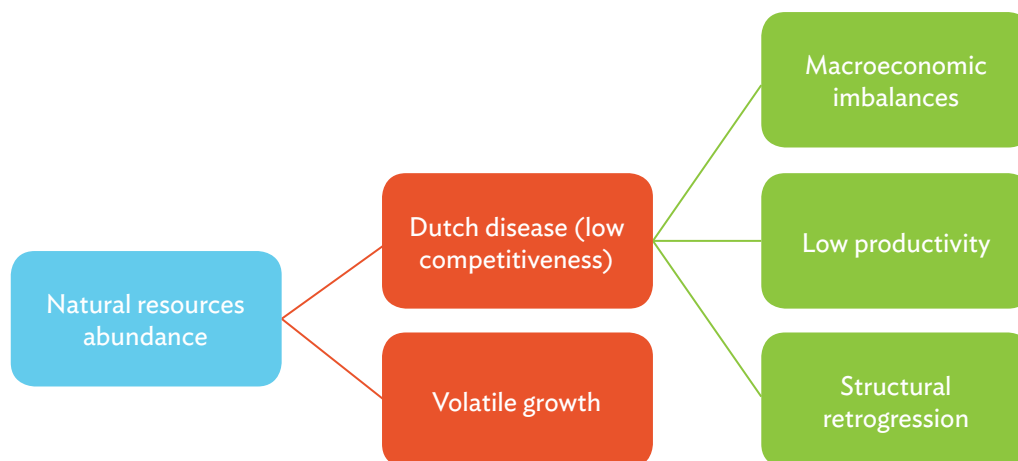 Macroeconomic
imbalances
Dutch disease (low
competitiveness)
Low productivity
Natural resources
abundance
Volatile growth
Structural
retrogression